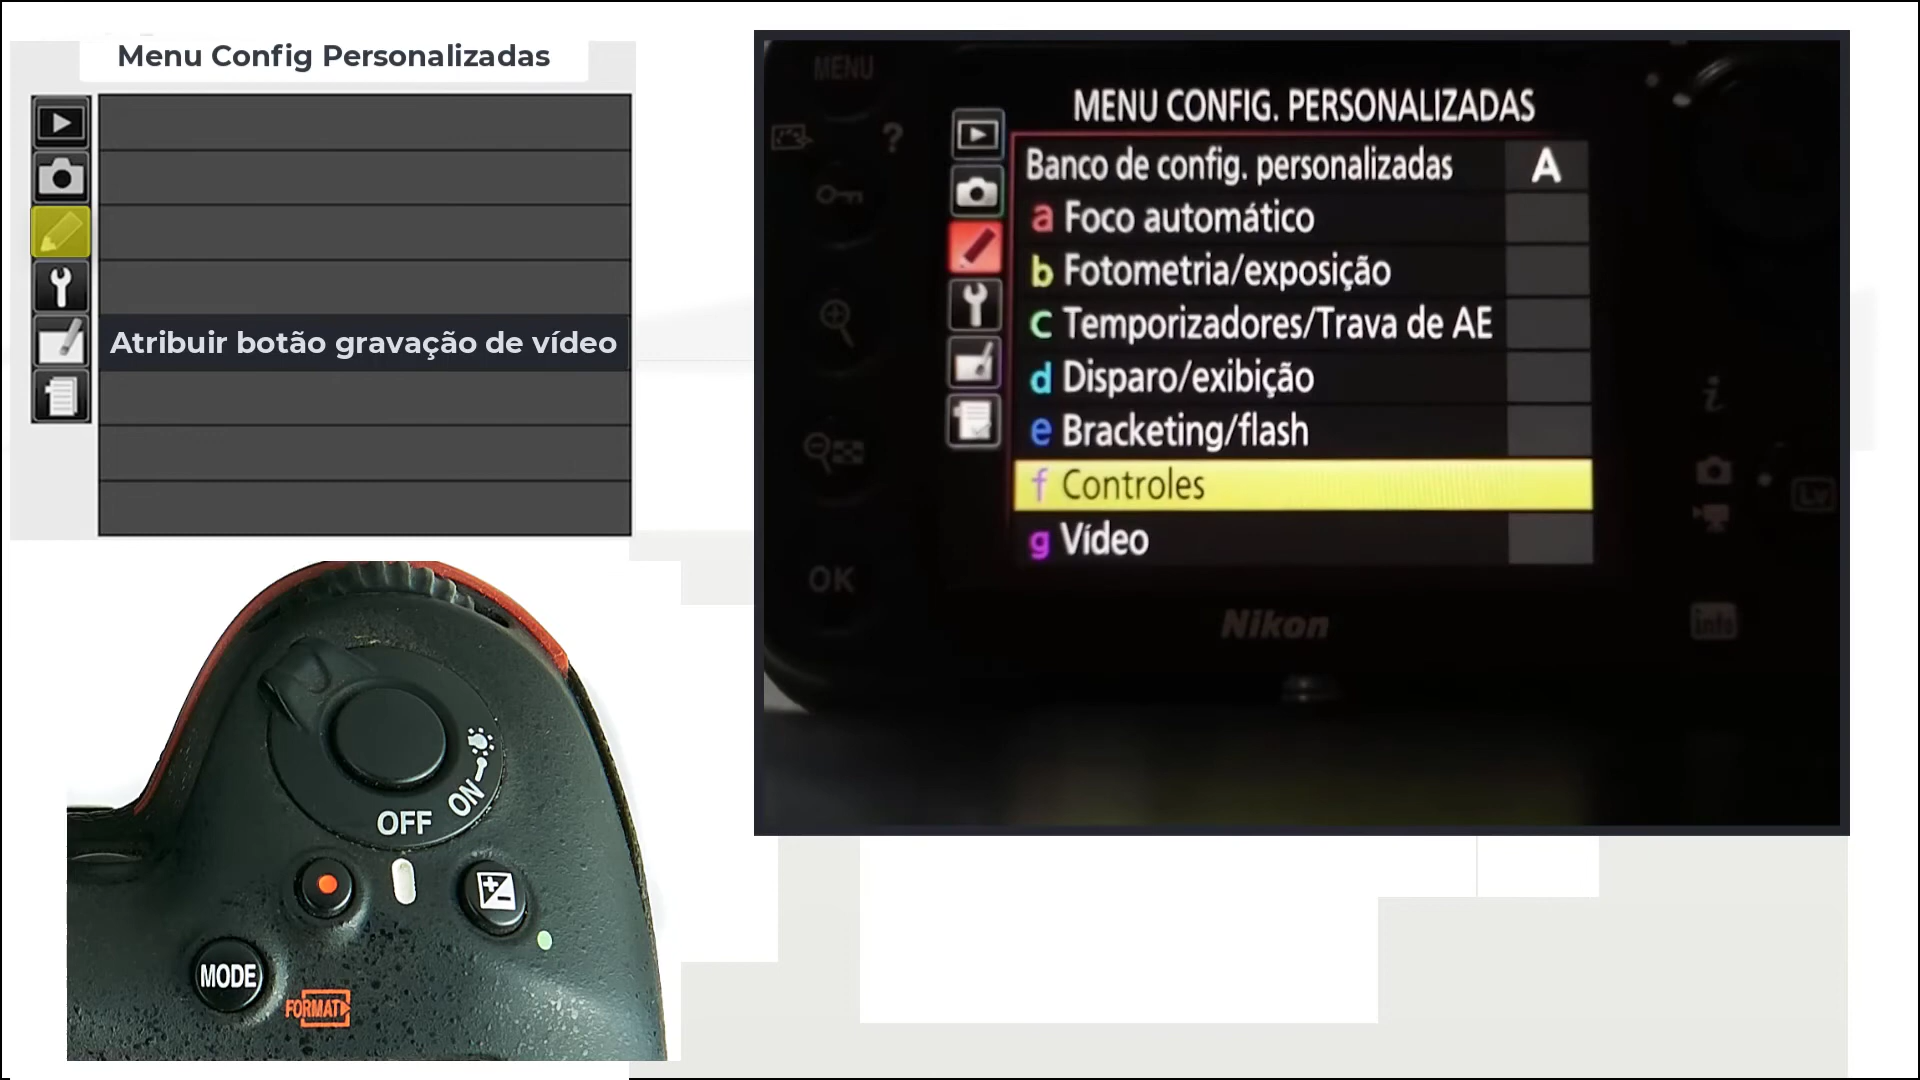 Menu Config Personalizadas
Atribuir botão gravação de vídeo
MENU
?
MENU CONFIG. PERSONALIZADAS
Banco de config. personalizadas A
a Foco automático
b Fotometria/exposição
c Temporizadores/Trava de AE
d Disparo/exibição
e Bracketing/flash
f Controles
g Vídeo
i
Lv
OK
Nikon
info
OFF
ON
MODE
FORMAT